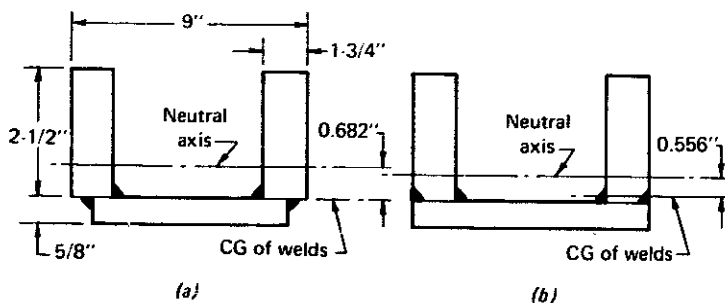 9"
1-3/4"
2-1/2"
Neutral
axis
0.682"
CG of welds
5/8"
(a)
Neutral
axis
0.556"
CG of welds
(b)